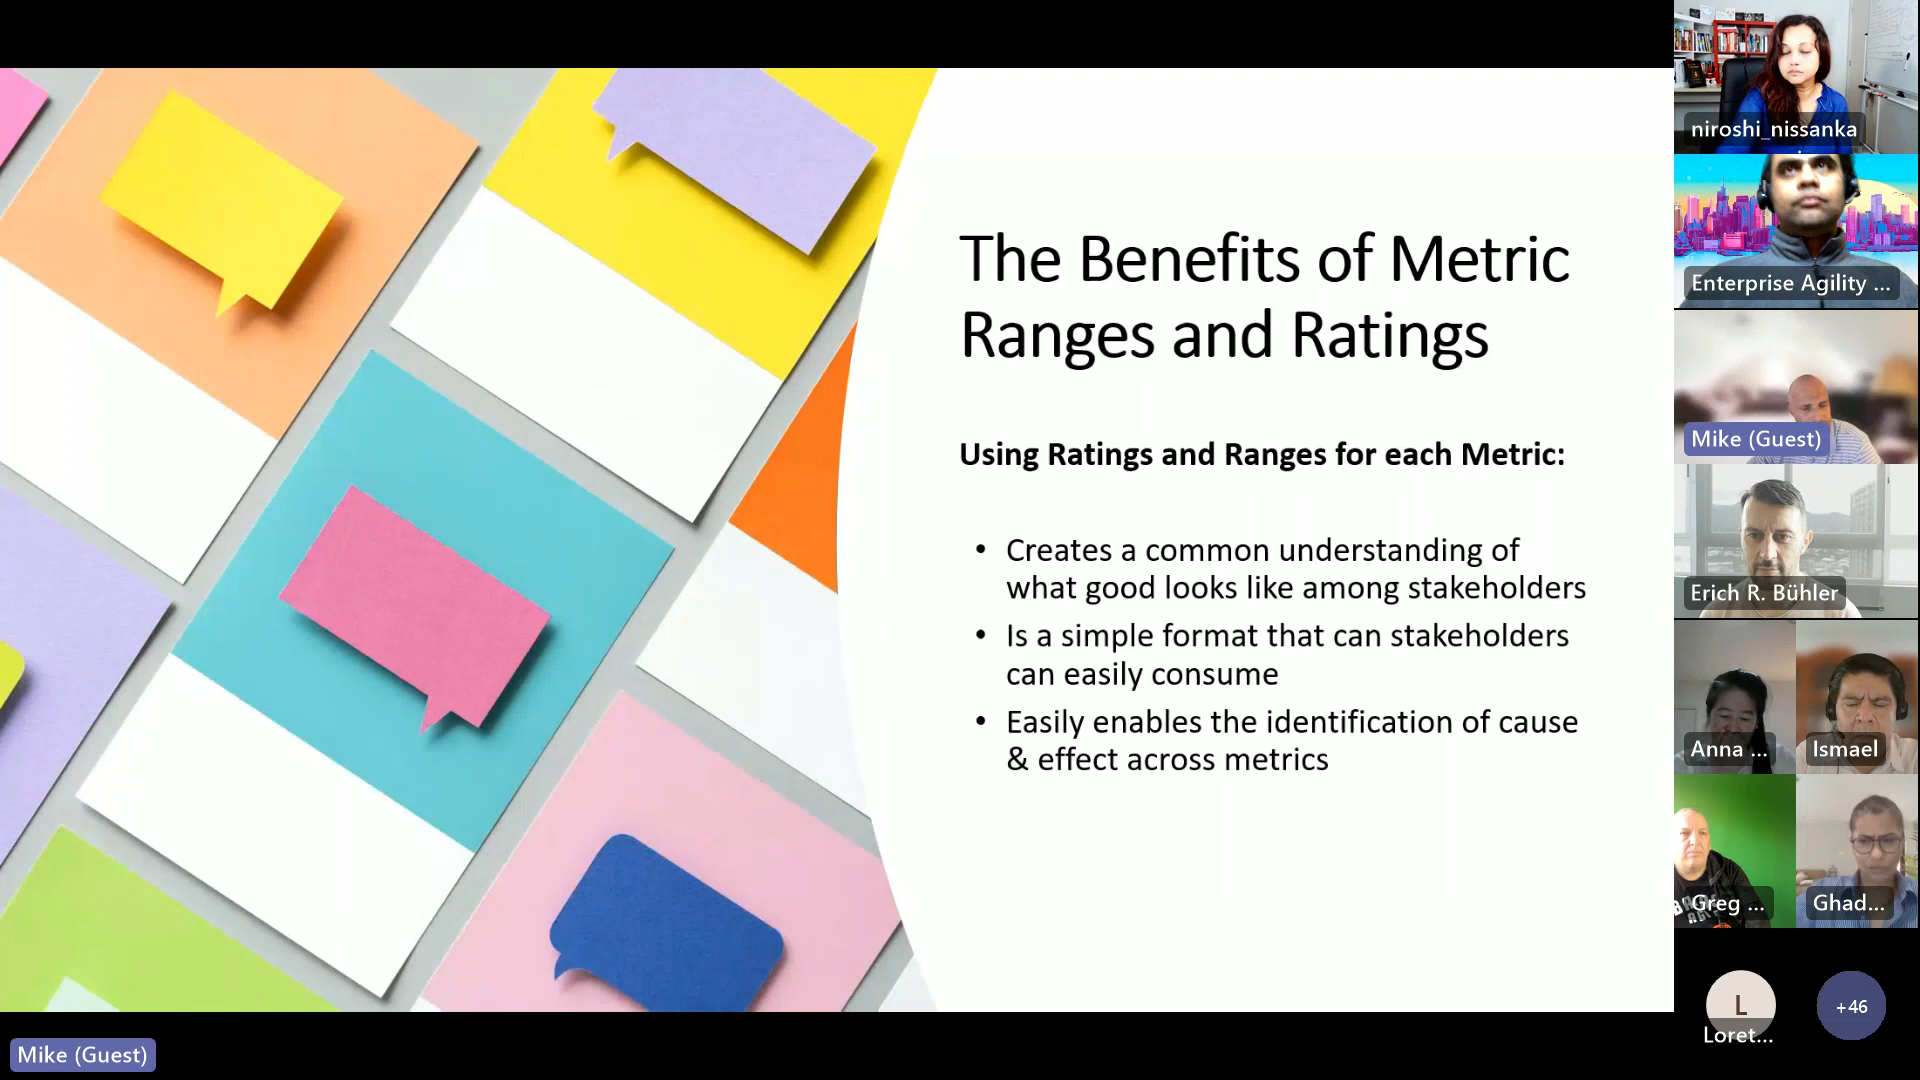 The Benefits of Metric
Ranges and Ratings
Using Ratings and Ranges for each Metric:
• Creates a common understanding of
what good looks like among stakeholders
• Is a simple format that can stakeholders
can easily consume
• Easily enables the identification of cause
& effect across metrics
niroshi_nissanka
Enterprise Agility ...
Mike (Guest)
Erich R. Bühler
Anna ...
Ismael
Greg ...
Ghad...
L
Loret...
+46
Mike (Guest)